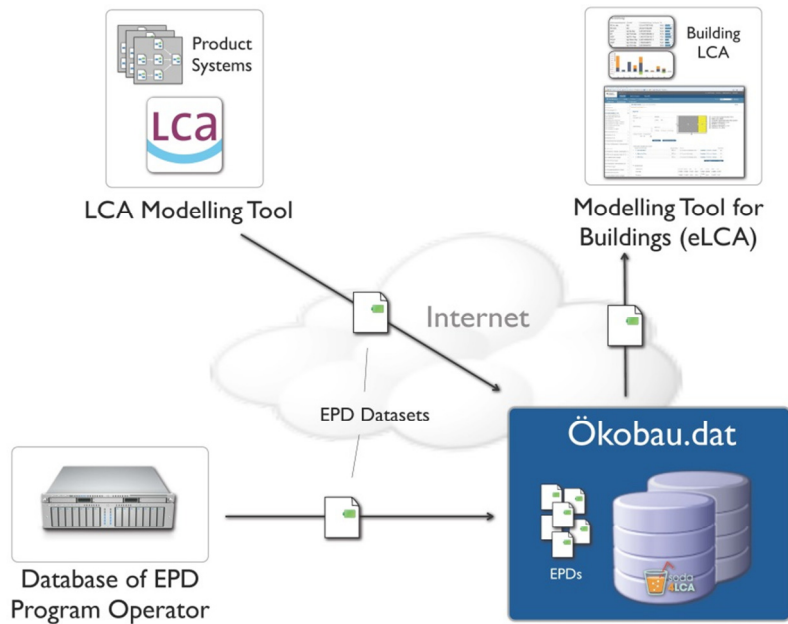 Product
Systems
Lca
LCA Modelling Tool
Building
LCA
Modelling Tool for
Buildings (eLCA)
Internet
EPD Datasets
Database of EPD
Program Operator
Ökobau.dat
EPDs
soda
4LCA